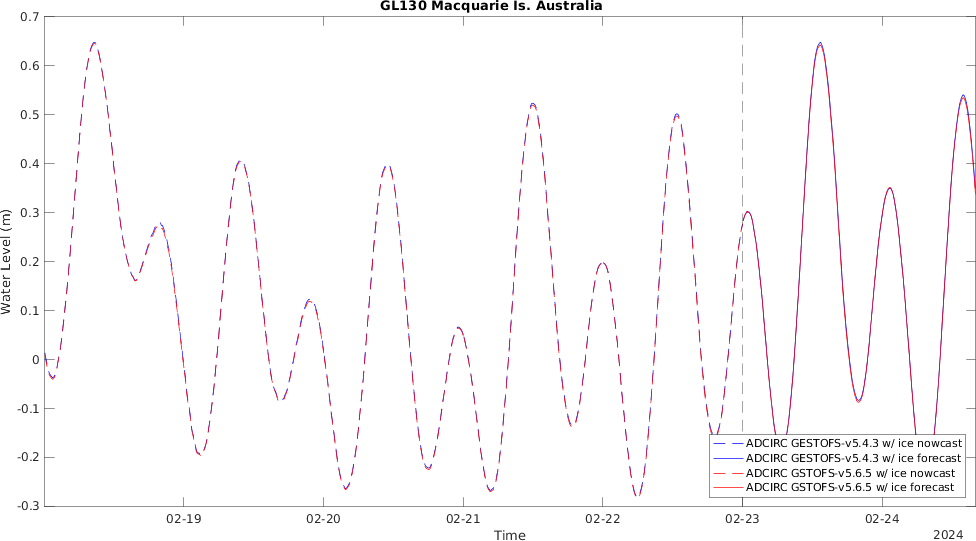 GL130 Macquarie Is. Australia
0.7
0.6
0.5
0.4
0.3
0.2
0.1
0
-0.1
-0.2
-0.3
Water Level (m)
ADCIRC GESTOFS-v5.4.3 w/ ice nowcast
ADCIRC GESTOFS-v5.4.3 w/ ice forecast
ADCIRC GSTOFS-v5.6.5 w/ ice nowcast
ADCIRC GSTOFS-v5.6.5 w/ ice forecast
02-19 02-20 02-21 02-22 02-23 02-24
Time
2024